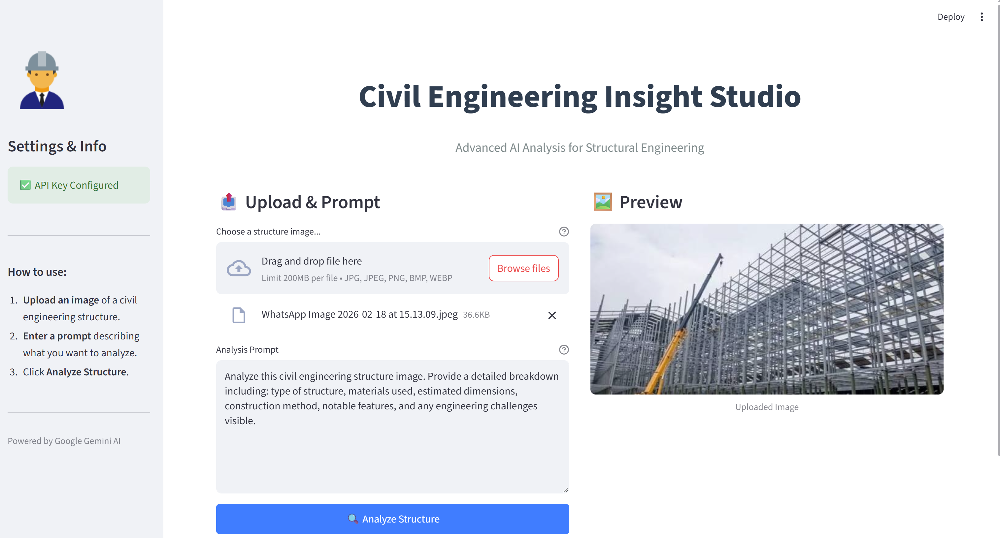 Deploy
Settings & Info
API Key Configured
How to use:
1. Upload an image of a civil
engineering structure.
2. Enter a prompt describing
what you want to analyze.
3. Click Analyze Structure.
Powered by Google Gemini AI
Civil Engineering Insight Studio
Advanced AI Analysis for Structural Engineering
Upload & Prompt
Choose a structure image...
Drag and drop file here
Limit 200MB per file • JPG, JPEG, PNG, BMP, WEBP
Browse files
WhatsApp Image 2026-02-18 at 15.13.09.jpeg 36.6KB
Analysis Prompt
Analyze this civil engineering structure image. Provide a detailed breakdown
including: type of structure, materials used, estimated dimensions,
construction method, notable features, and any engineering challenges
visible.
Analyze Structure
Preview
Uploaded Image